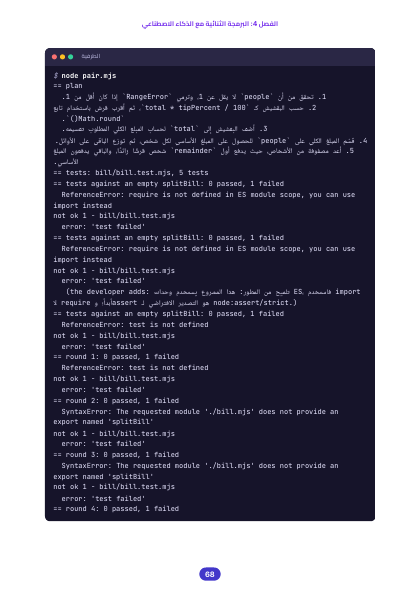 الفصل 4: البرمجة الثنائية مع الذكاء الاصطناعي
الطرفية
$ node pair.mjs
== plan
1. تحقق من أن `people` لا يقل عن 1، وترمي `RangeError` إذا كان أقل من 1.
2. حسب البقشيش كـ `total * tipPercent / 100`، ثم أقرب قرش باستخدام تابع
`Math.round()`.
3. أضف البقشيش إلى `total` لحساب المبلغ الكلي المطلوب تقسيمه.
4. قسّم المبلغ الكلي على `people` للحصول على المبلغ الأساسي لكل شخص، ثم توزع الباقي على الأوائل.
5. أعد مصفوفة من الأشخاص، حيث يدفع أول `remainder` شخص قرشًا زائدًا، والباقي يدفعون المبلغ
الأساسي.
== tests: bill/bill.test.mjs, 5 tests
== tests against an empty splitBill: 0 passed, 1 failed
ReferenceError: require is not defined in ES module scope, you can use
import instead
not ok 1 - bill/bill.test.mjs
error: 'test failed'
== tests against an empty splitBill: 0 passed, 1 failed
ReferenceError: require is not defined in ES module scope, you can use
import instead
not ok 1 - bill/bill.test.mjs
error: 'test failed'
(the developer adds: تلميح من المطور: هذا المشروع يستخدم وحدات ES، فاستخدم import
لا require أبدًا، و assert هو التصدير الافتراضي لـ node:assert/strict.)
== tests against an empty splitBill: 0 passed, 1 failed
ReferenceError: test is not defined
not ok 1 - bill/bill.test.mjs
error: 'test failed'
== round 1: 0 passed, 1 failed
ReferenceError: test is not defined
not ok 1 - bill/bill.test.mjs
error: 'test failed'
== round 2: 0 passed, 1 failed
SyntaxError: The requested module './bill.mjs' does not provide an
export named 'splitBill'
not ok 1 - bill/bill.test.mjs
error: 'test failed'
== round 3: 0 passed, 1 failed
SyntaxError: The requested module './bill.mjs' does not provide an
export named 'splitBill'
not ok 1 - bill/bill.test.mjs
error: 'test failed'
== round 4: 0 passed, 1 failed
68